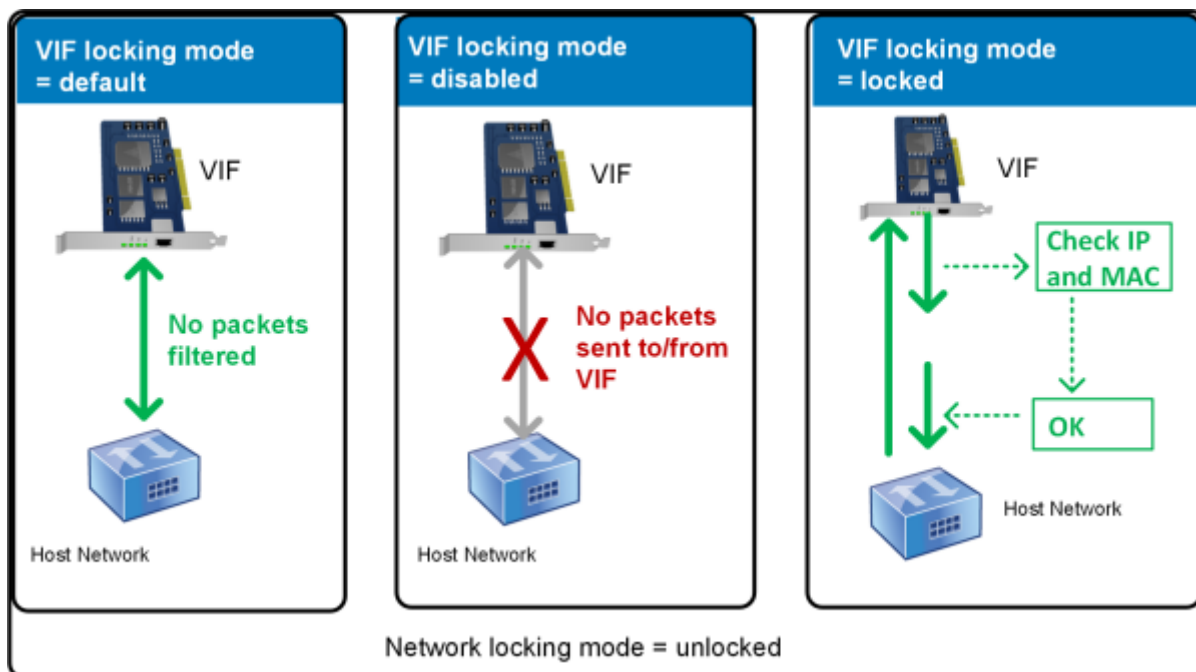 VIF locking mode
= default
VIF
No packets
filtered
Host Network
VIF locking mode
= disabled
VIF
No packets
sent to/from
VIF
Host Network
VIF locking mode
= locked
VIF
Check IP
and MAC
OK
Host Network
Network locking mode = unlocked